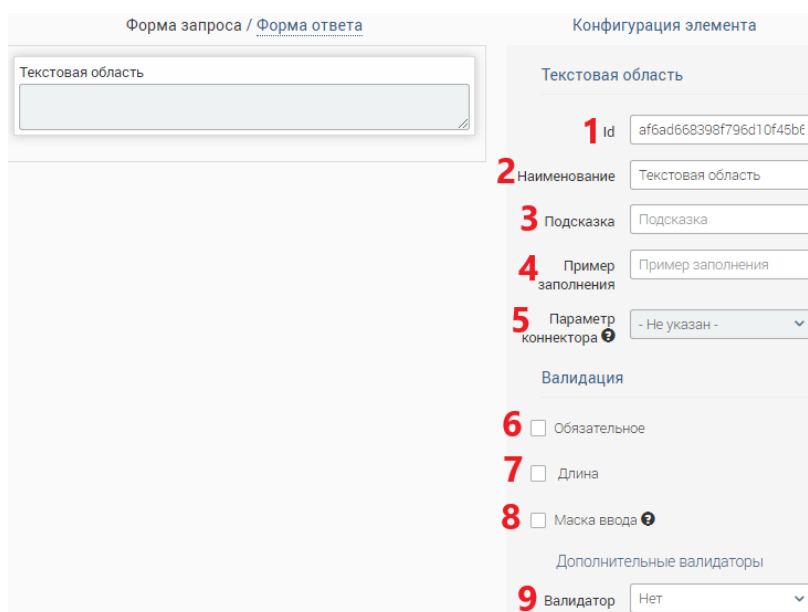 Форма запроса / Форма ответа
Конфигурация элемента
Текстовая область
Текстовая область
1 Id af6ad668398f796d10f45b6
2 Наименование Текстовая область
3 Подсказка Подсказка
4 Пример заполнения Пример заполнения
5 Параметр коннектора ? - Не указан -
Валидация
6 Обязательное
7 Длина
8 Маска ввода ?
Дополнительные валидаторы
9 Валидатор Нет